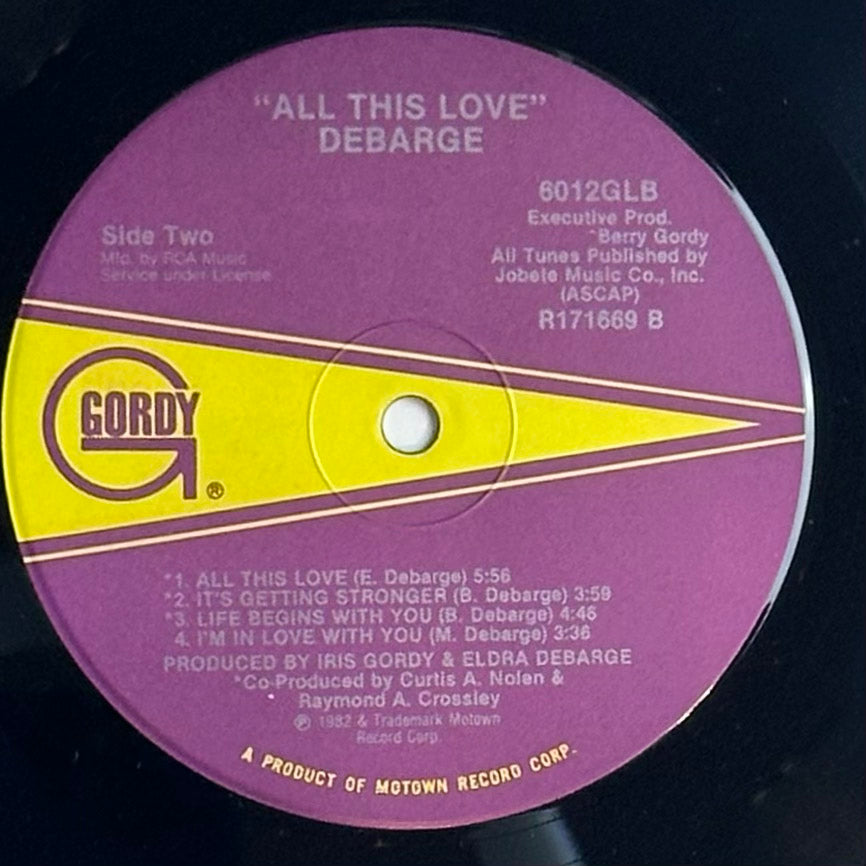 "ALL THIS LOVE"
DEBARGE
6012GLB
Executive Prod.
*Berry Gordy
All Tunes Published by
Jobete Music Co., Inc.
(ASCAP)
R171669 B
Side Two
Mfg. by RCA Music
Service under License
GORDY
®
*1. ALL THIS LOVE (E. Debarge) 5:56
*2. IT'S GETTING STRONGER (B. Debarge) 3:59
*3. LIFE BEGINS WITH YOU (B. Debarge) 4:46
4. I'M IN LOVE WITH YOU (M. Debarge) 3:36
PRODUCED BY IRIS GORDY & ELDRA DEBARGE
*Co-Produced by Curtis A. Nolen &
Raymond A. Crossley
℗ 1982 & Trademark Motown
Record Corp.
A PRODUCT OF MOTOWN RECORD CORP.